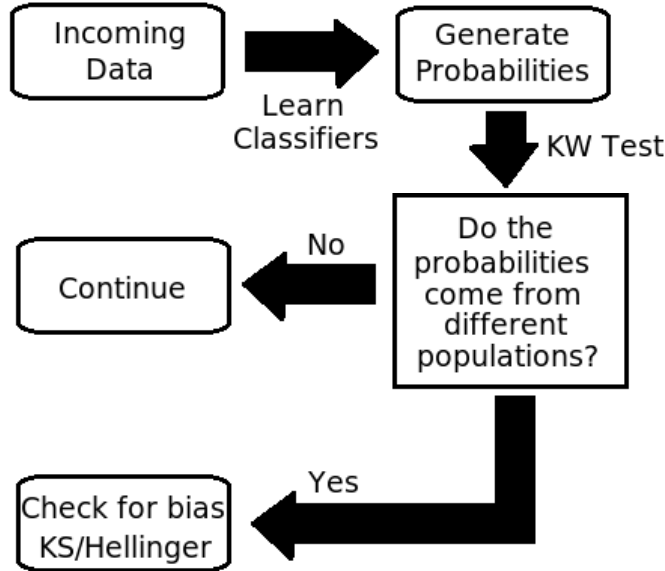 Incoming
Data
Learn
Classifiers
Generate
Probabilities
KW Test
Do the
probabilities
come from
different
populations?
No
Continue
Yes
Check for bias
KS/Hellinger